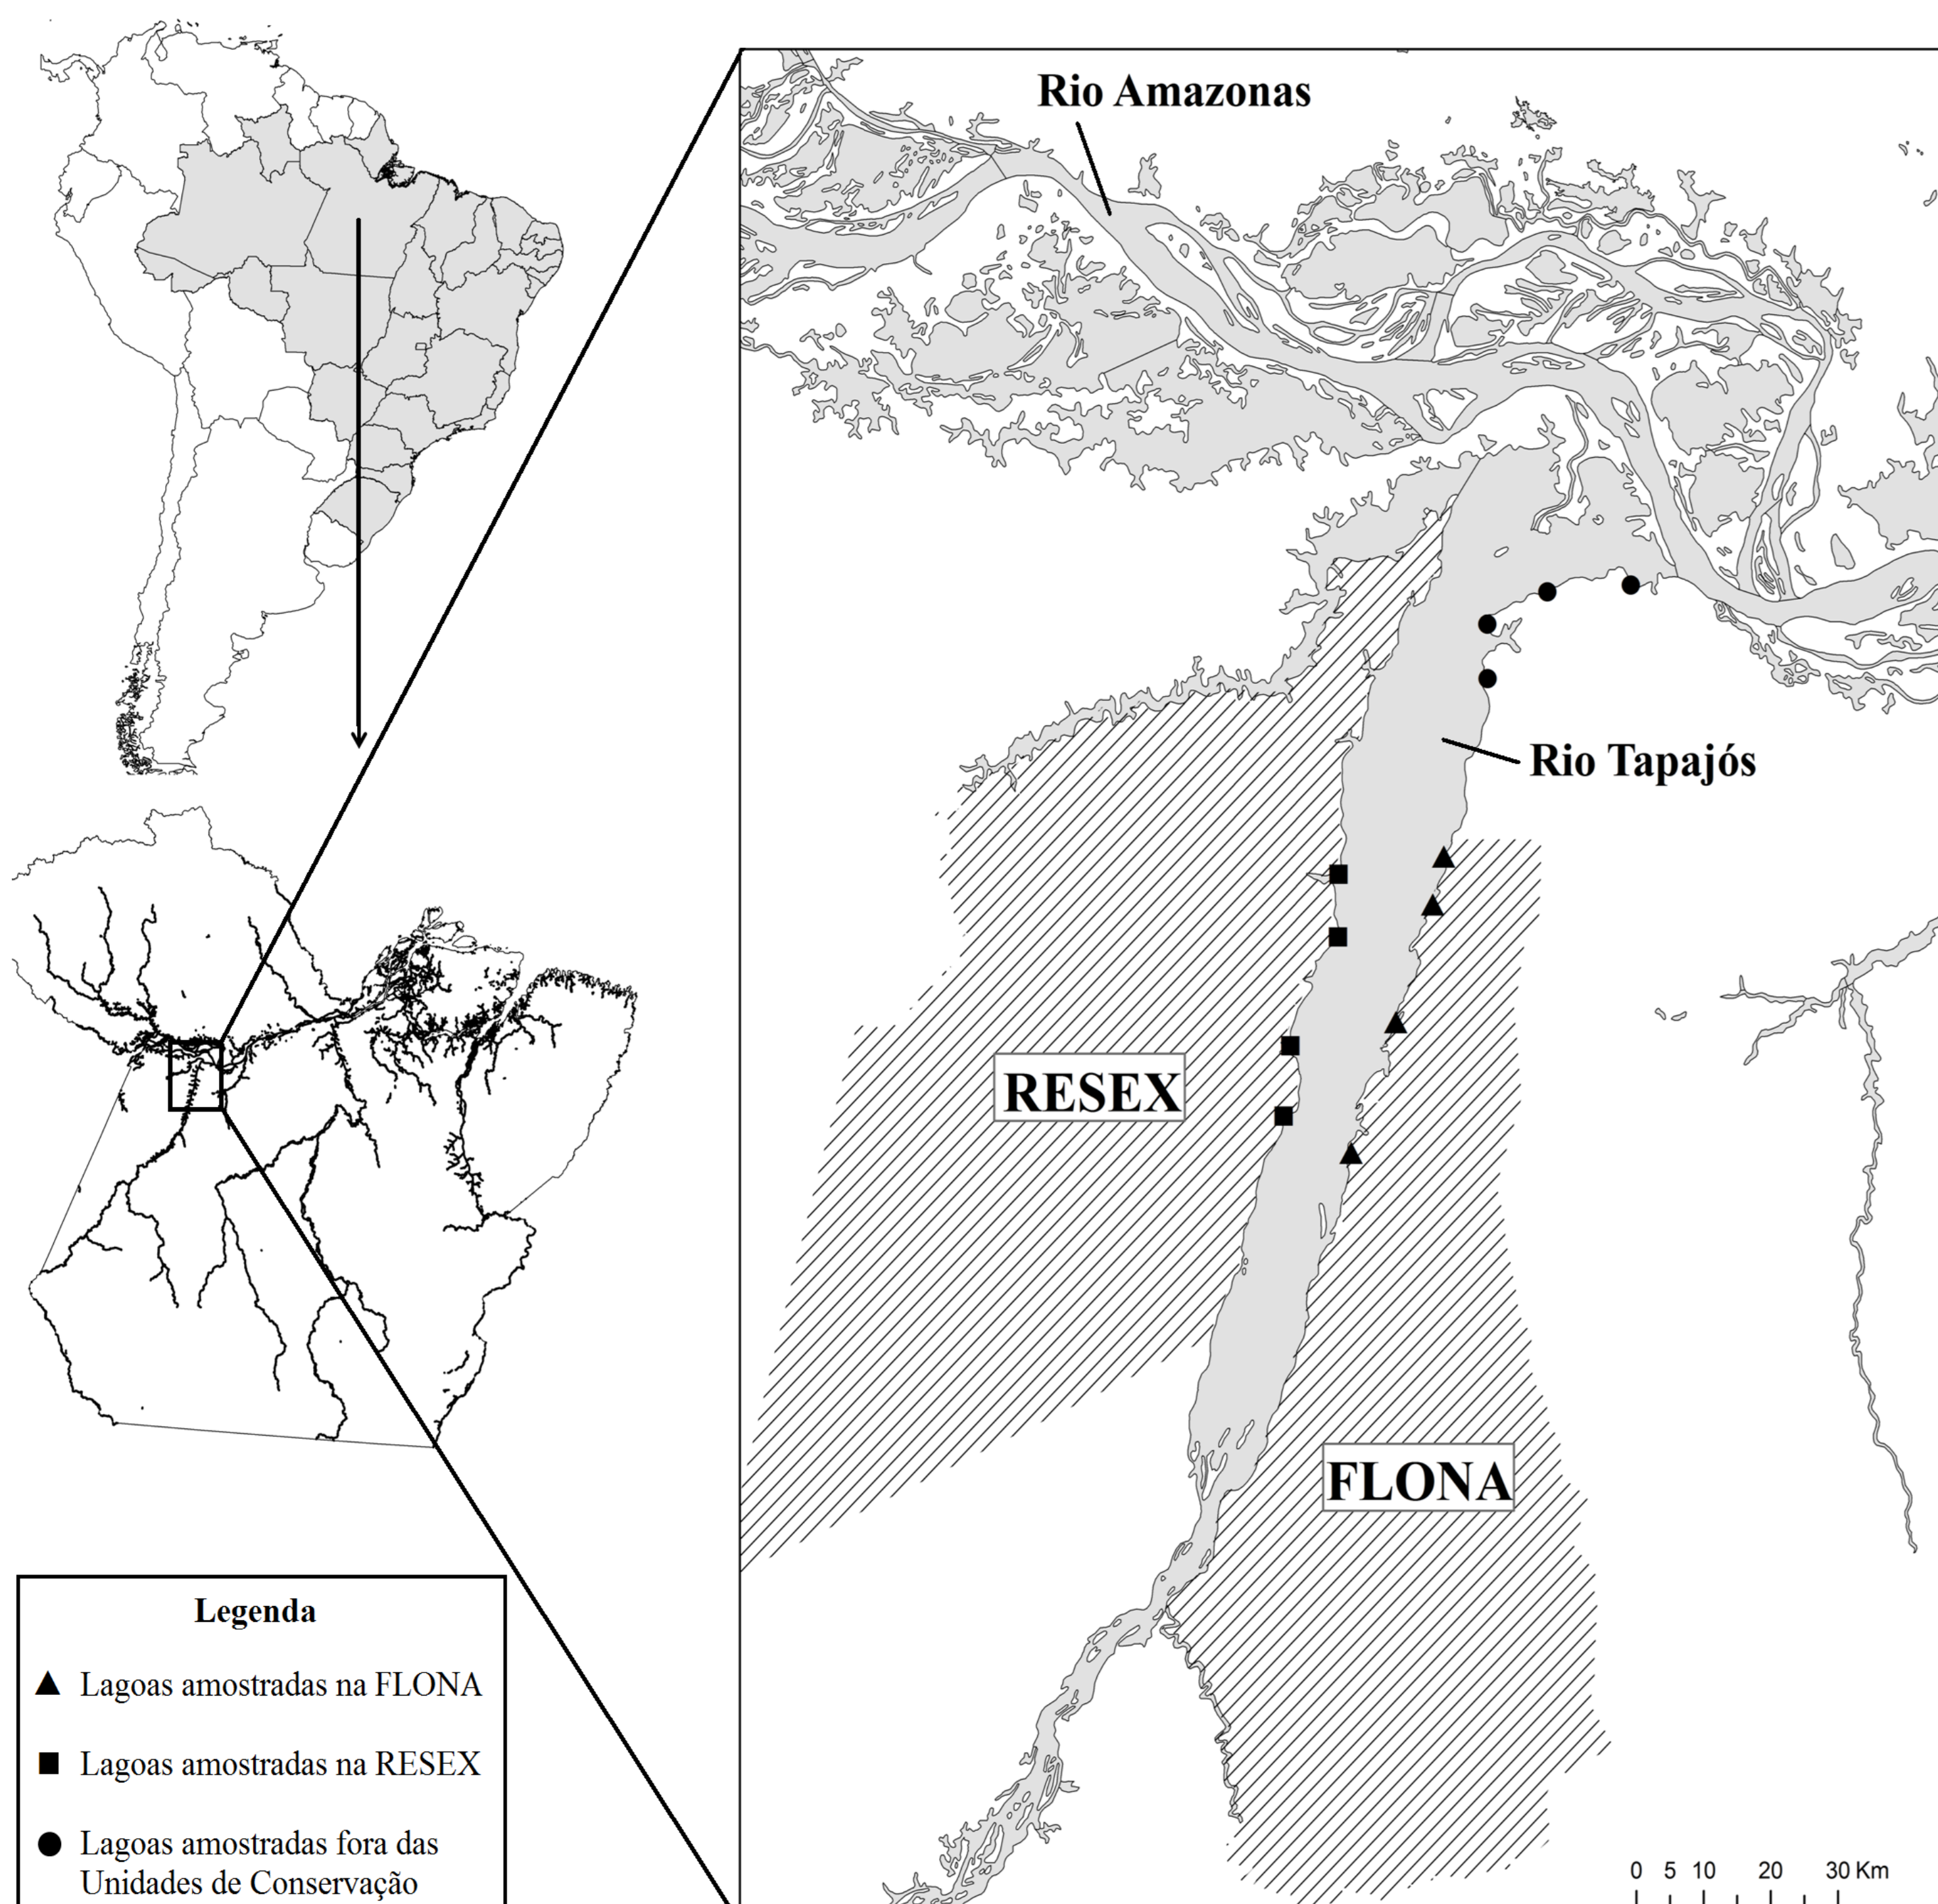 Rio Amazonas
Rio Tapajós
RESEX
FLONA
Legenda
Lagoas amostradas na FLONA
Lagoas amostradas na RESEX
Lagoas amostradas fora das
Unidades de Conservação
0 5 10 20 30 Km